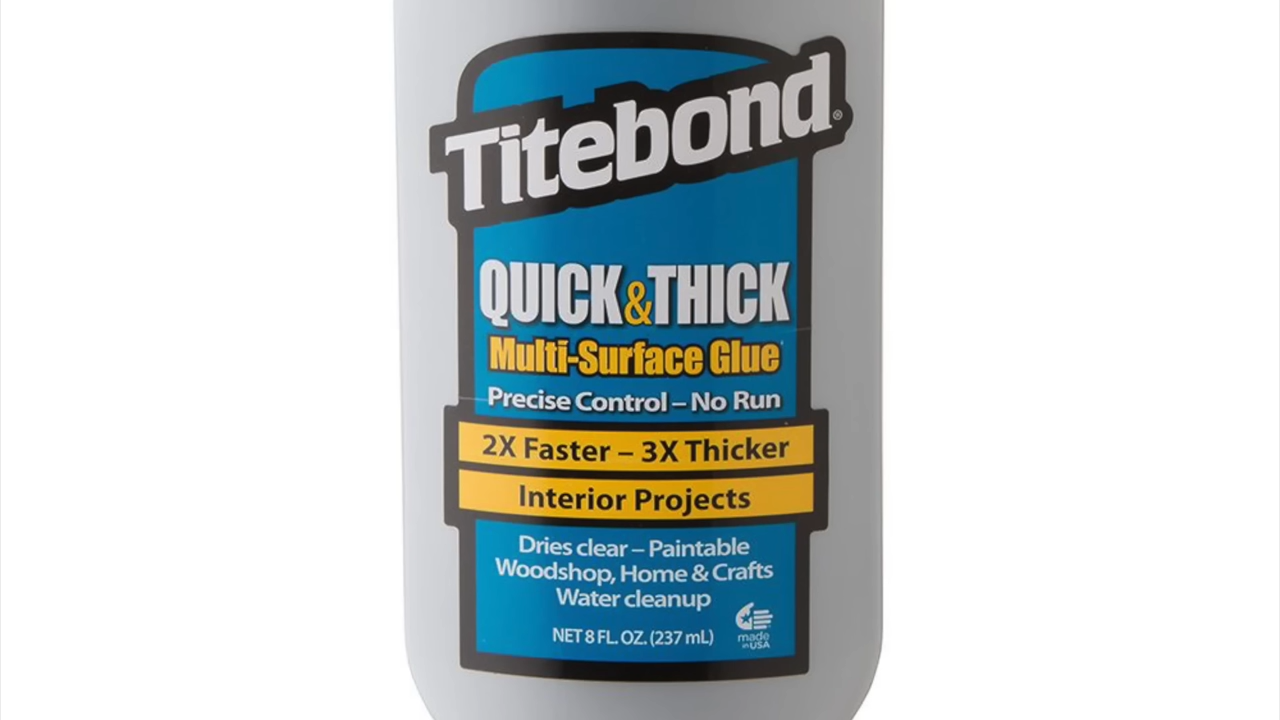 Titebond®
QUICK&THICK
Multi-Surface Glue
Precise Control – No Run
2X Faster – 3X Thicker
Interior Projects
Dries clear – Paintable
Woodshop, Home & Crafts
Water cleanup
NET 8 FL. OZ. (237 mL)
made
in USA